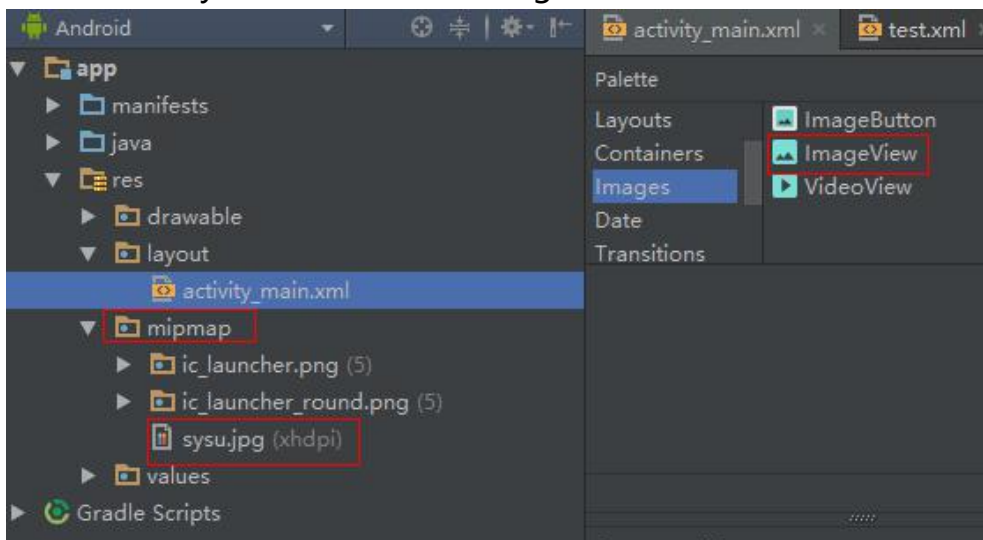 Android
app
manifests
java
res
drawable
layout
activity_main.xml
mipmap
ic_launcher.png (5)
ic_launcher_round.png (5)
sysu.jpg (xhdpi)
values
Gradle Scripts
activity_main.xml
test.xml
Palette
Layouts
Containers
Images
Date
Transitions
ImageButton
ImageView
VideoView